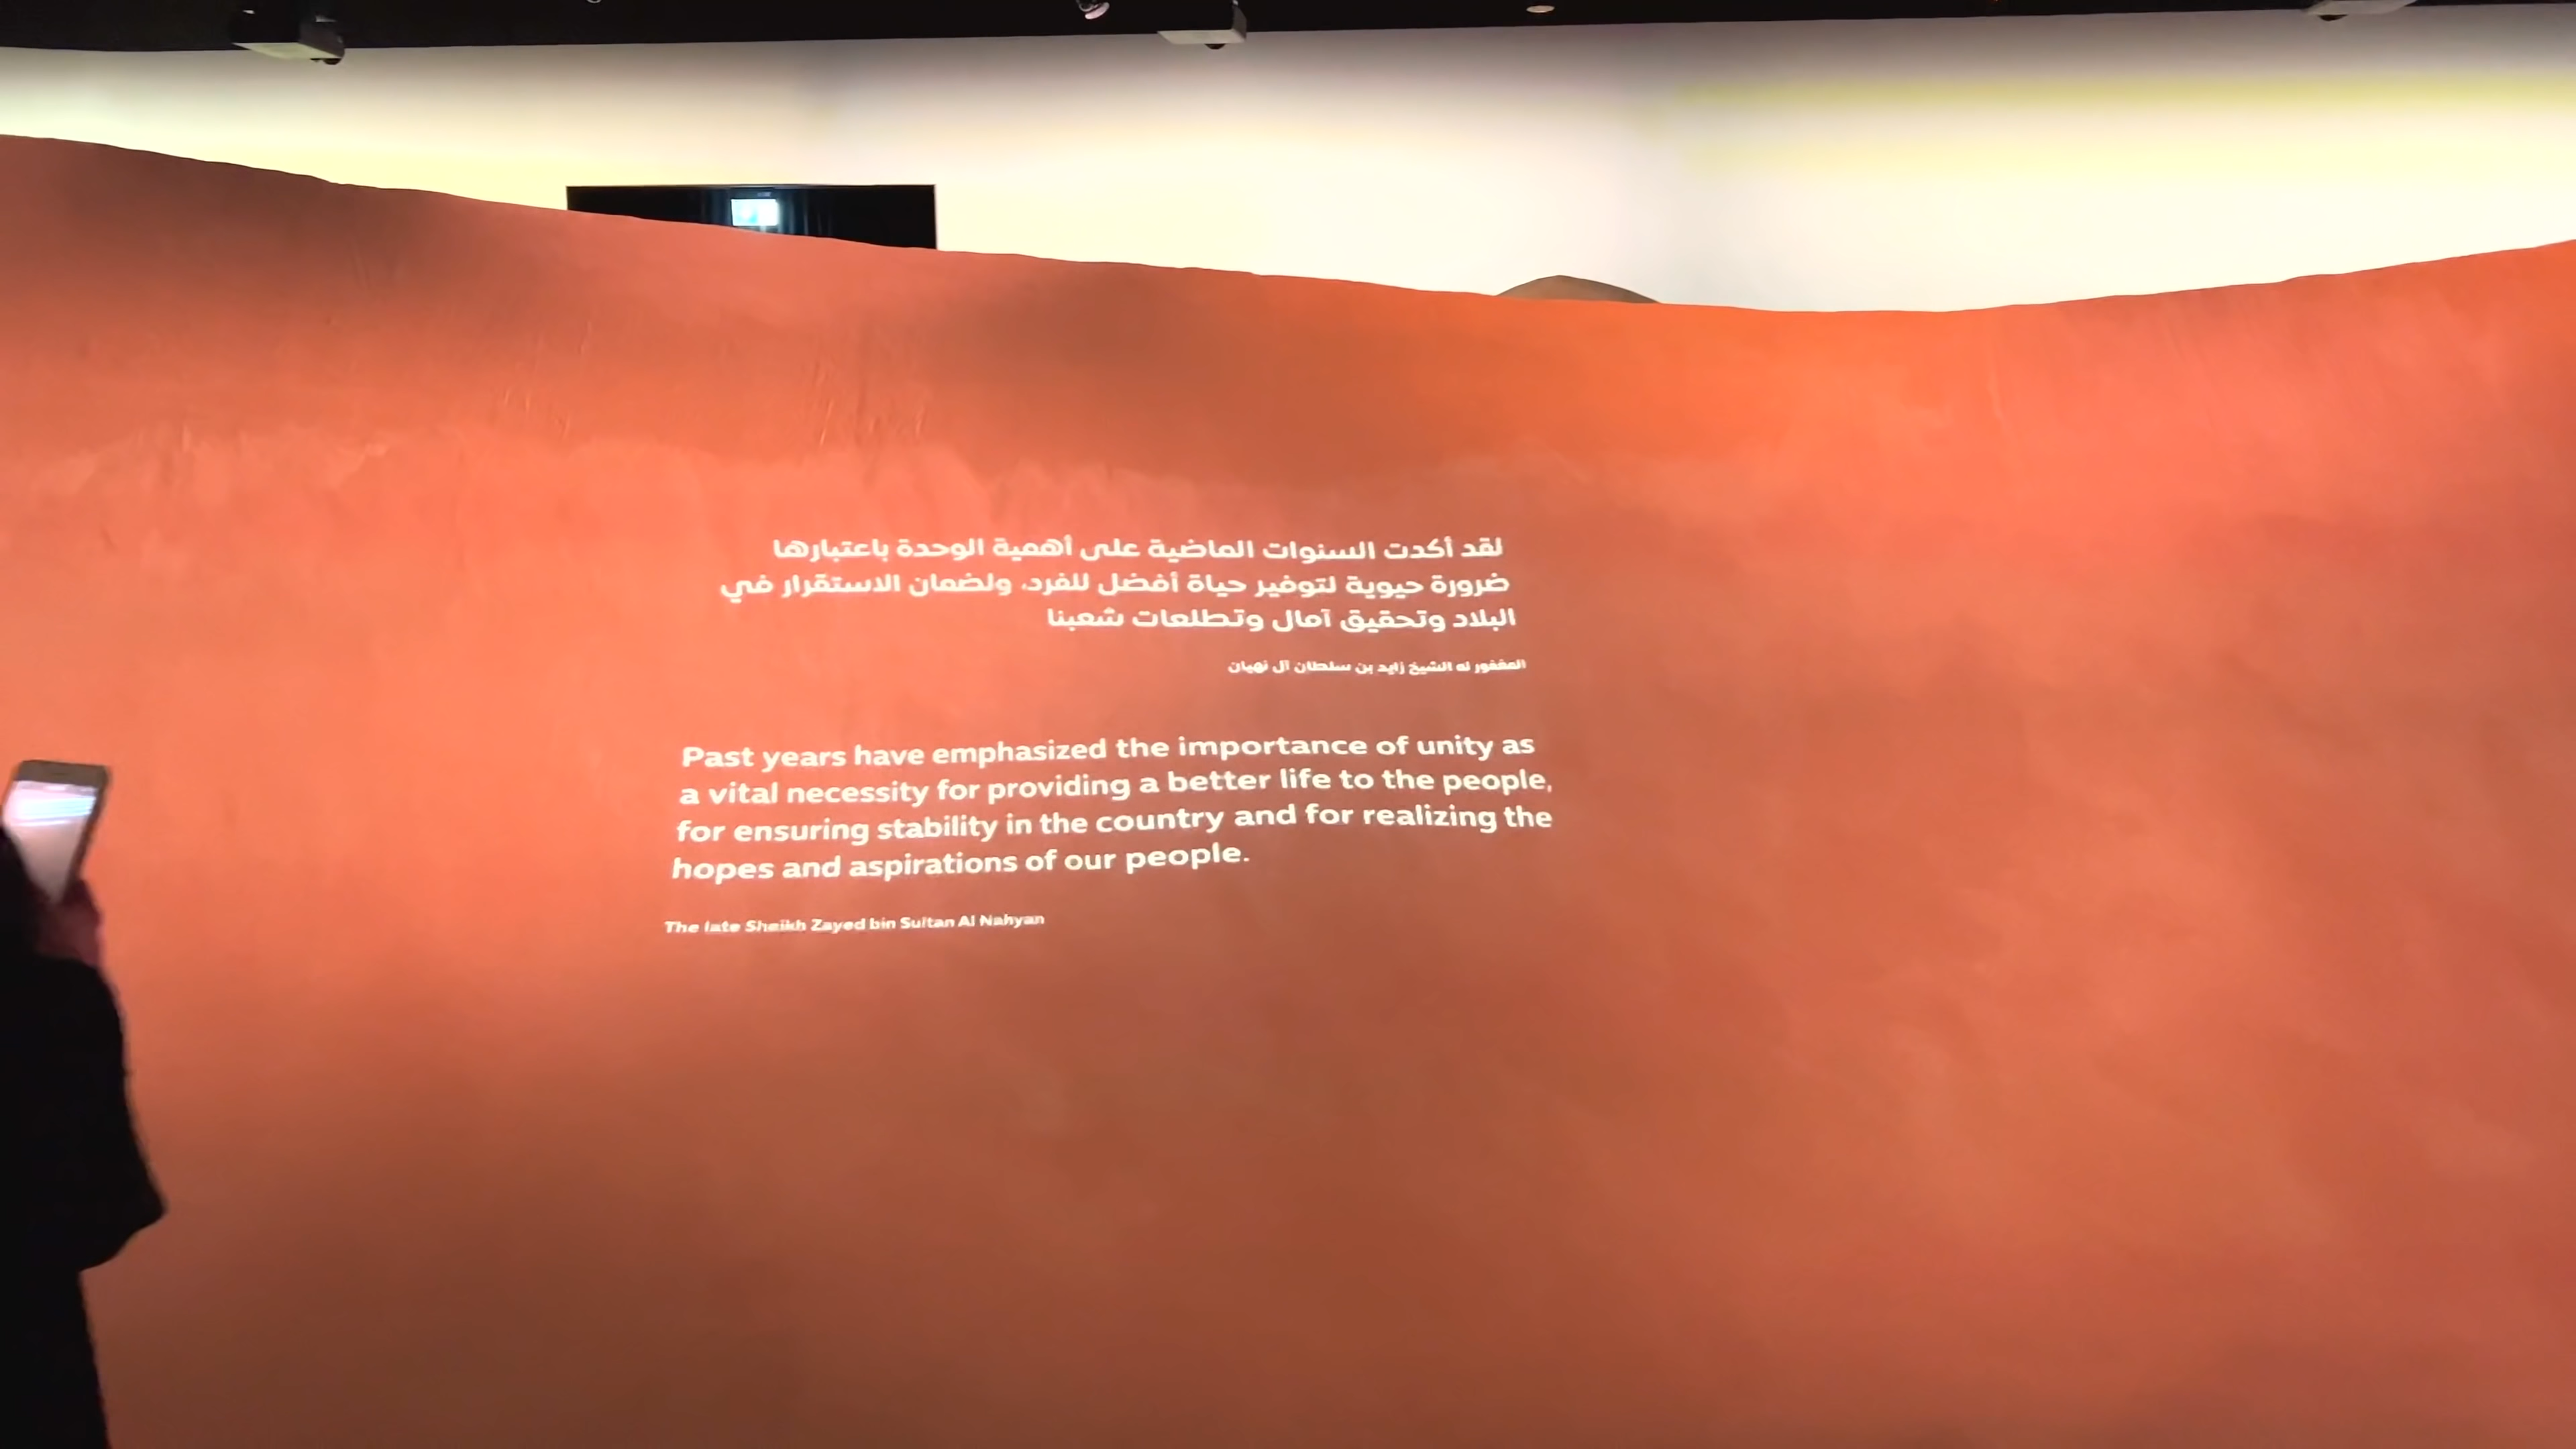 لقد أكدت السنوات الماضية على أهمية الوحدة باعتبارها
ضرورة حيوية لتوفير حياة أفضل للفرد، ولضمان الاستقرار في
البلاد وتحقيق آمال وتطلعات شعبنا
المغفور له الشيخ زايد بن سلطان آل نهيان
Past years have emphasized the importance of unity as
a vital necessity for providing a better life to the people,
for ensuring stability in the country and for realizing the
hopes and aspirations of our people.
The late Sheikh Zayed bin Sultan Al Nahyan